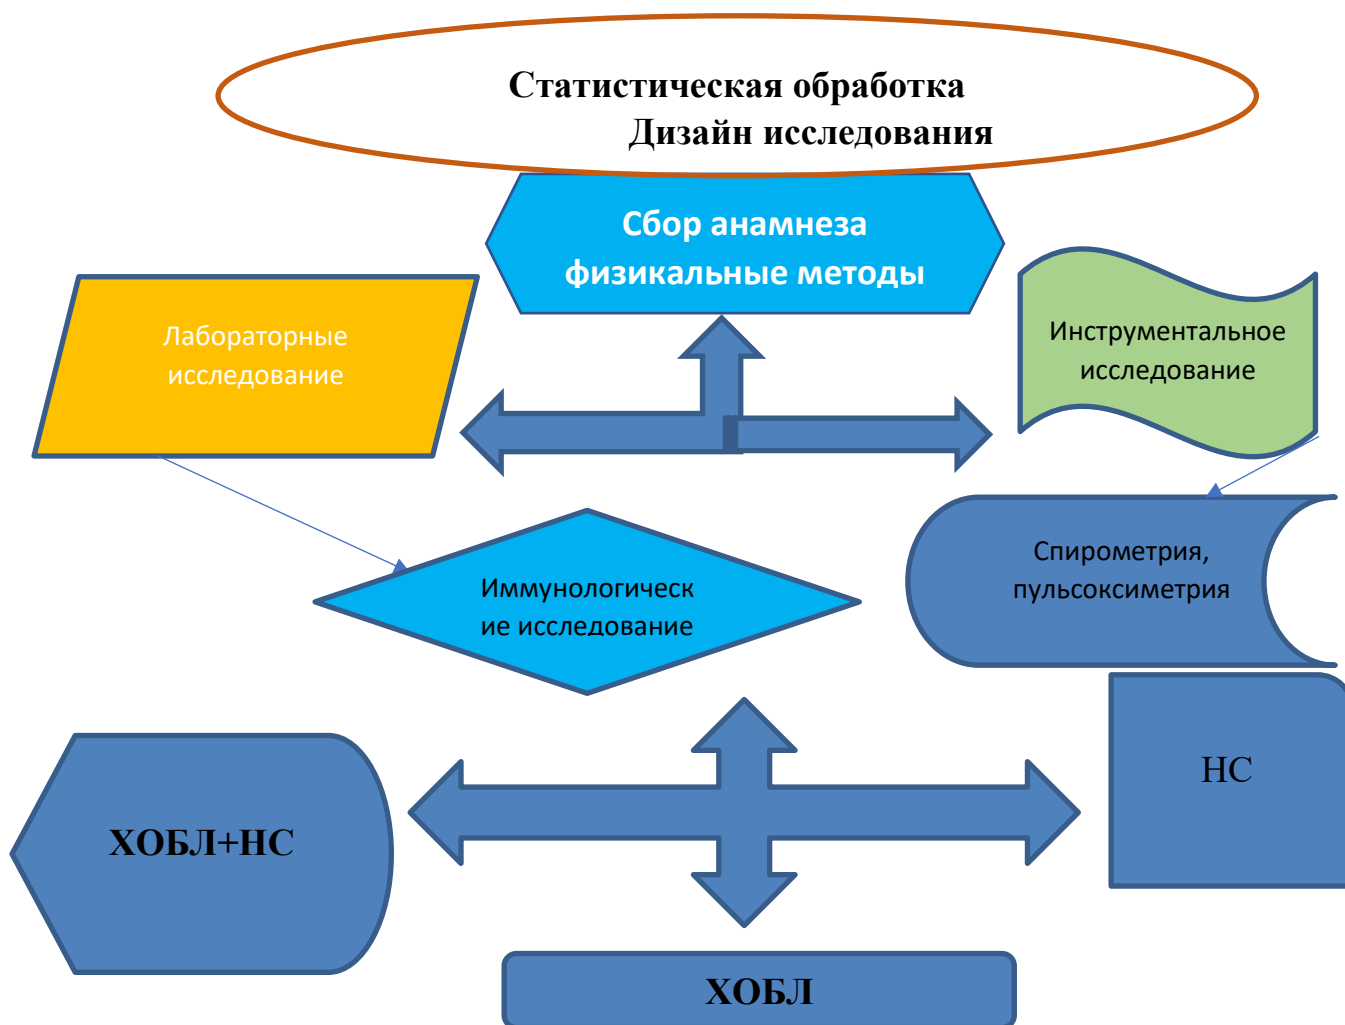 Статистическая обработка
Дизайн исследования
Сбор анамнеза
физикальные методы
Лабораторные
исследование
Инструментальное
исследование
Иммунологическ
ие исследование
Спирометрия,
пульсоксиметрия
НС
ХОБЛ+НС
ХОБЛ